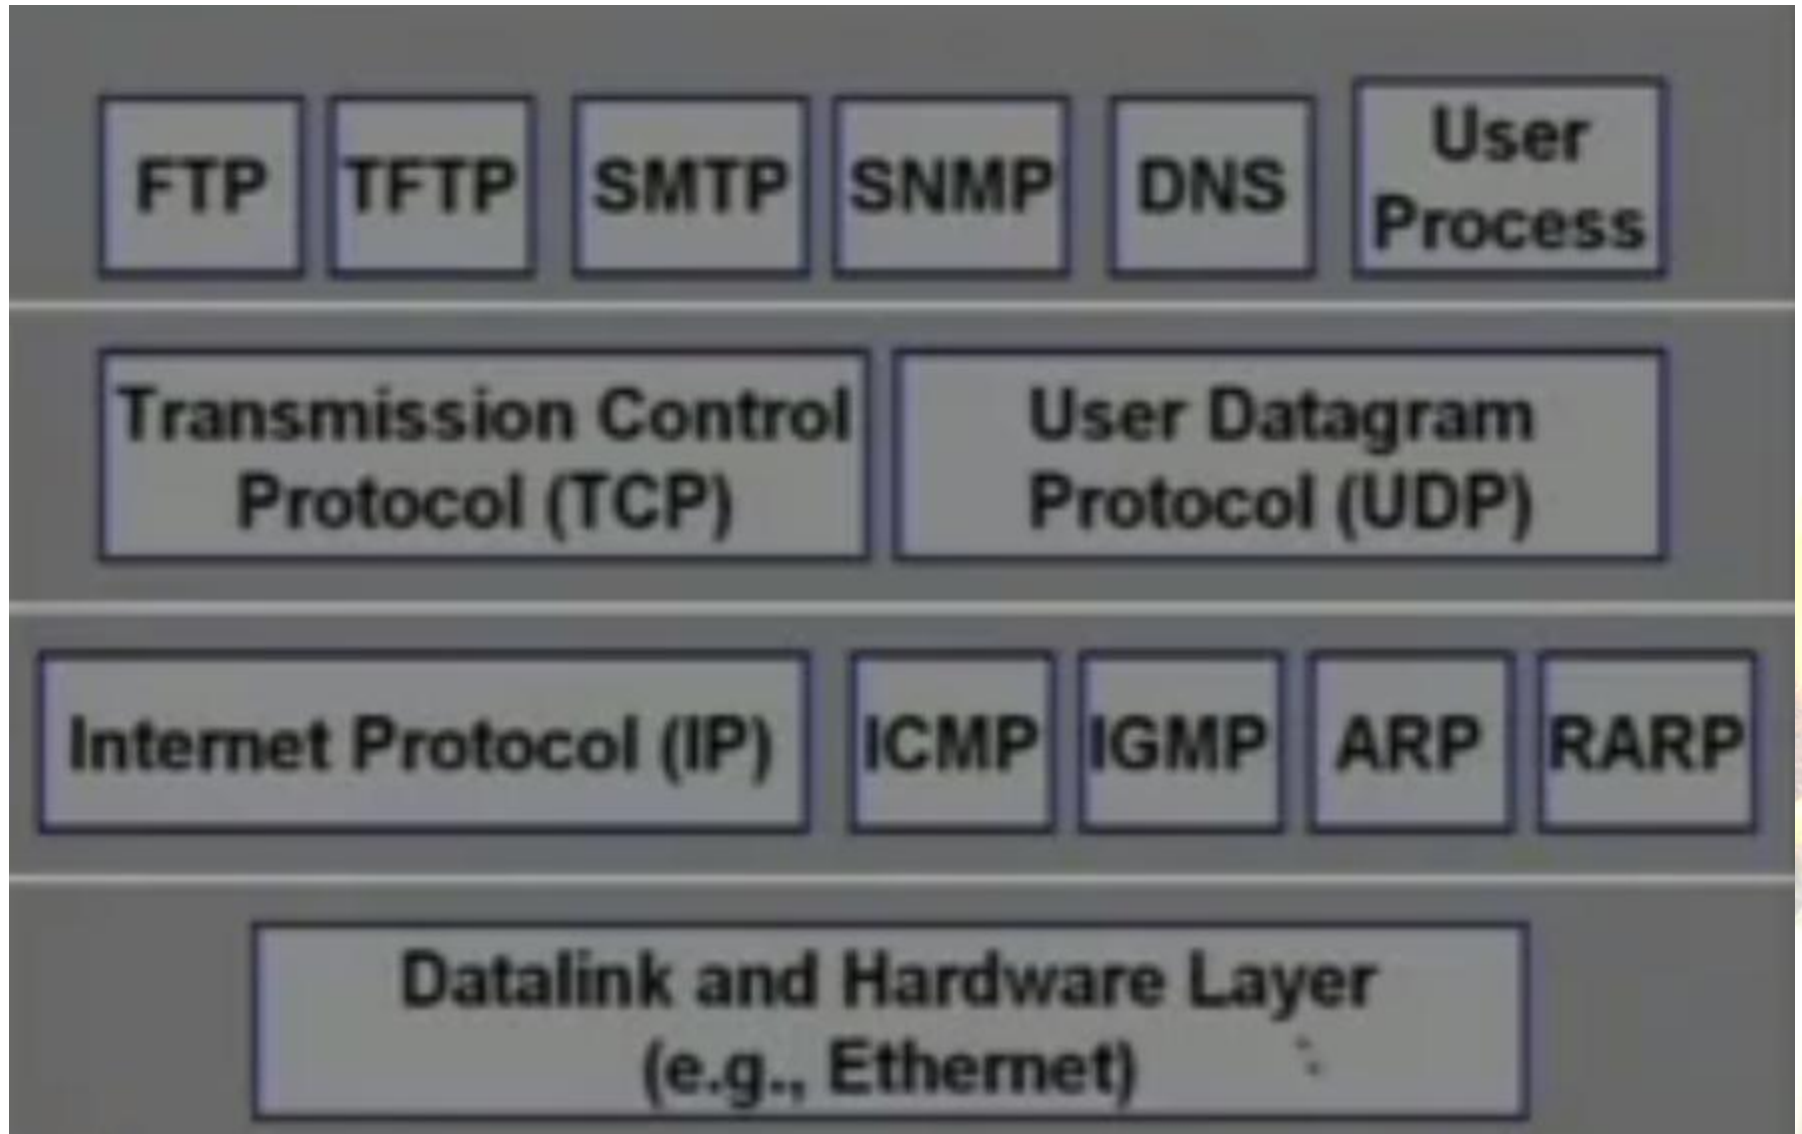 FTP TFTP SMTP SNMP DNS User Process
Transmission Control
Protocol (TCP)
User Datagram
Protocol (UDP)
Internet Protocol (IP) ICMP IGMP ARP RARP
Datalink and Hardware Layer
(e.g., Ethernet)